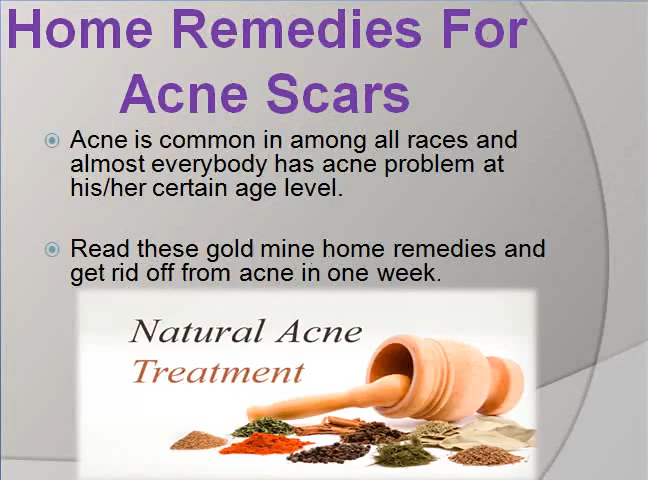 Home Remedies For
Acne Scars
Acne is common in among all races and
almost everybody has acne problem at
his/her certain age level.
Read these gold mine home remedies and
get rid off from acne in one week.
Natural Acne
Treatment